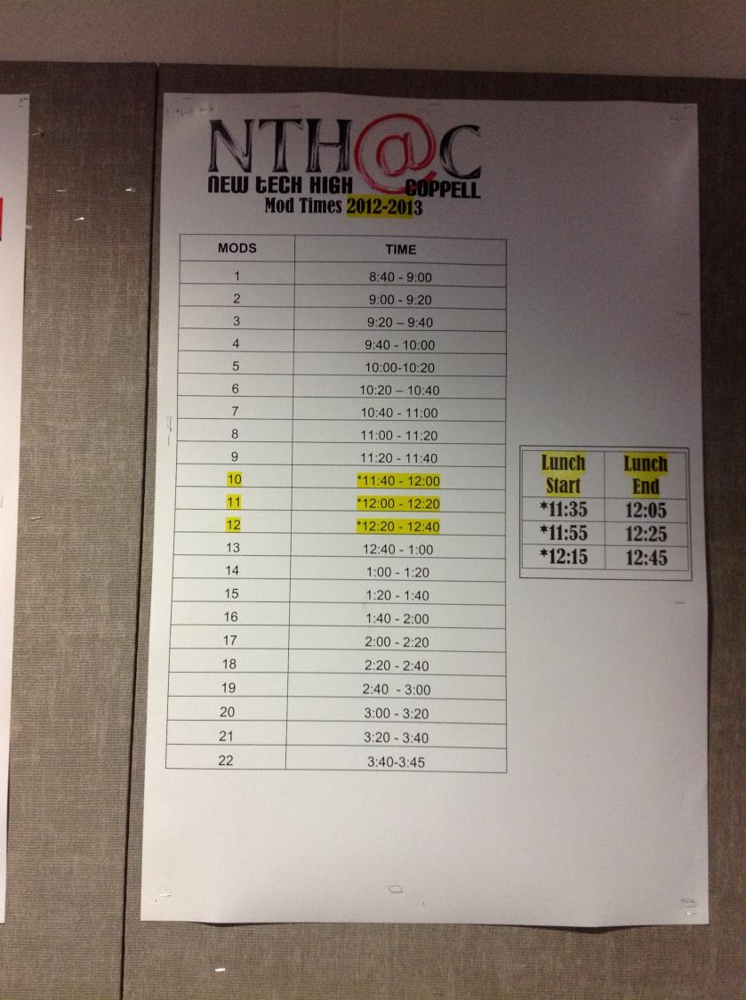 NTH@C
NEW TECH HIGH COPPELL
Mod Times 2012-2013
MODS TIME
1 8:40 - 9:00
2 9:00 - 9:20
3 9:20 – 9:40
4 9:40 - 10:00
5 10:00-10:20
6 10:20 – 10:40
7 10:40 - 11:00
8 11:00 - 11:20
9 11:20 - 11:40
10 *11:40 - 12:00
11 *12:00 - 12:20
12 *12:20 - 12:40
13 12:40 - 1:00
14 1:00 - 1:20
15 1:20 - 1:40
16 1:40 - 2:00
17 2:00 - 2:20
18 2:20 - 2:40
19 2:40 - 3:00
20 3:00 - 3:20
21 3:20 - 3:40
22 3:40-3:45
Lunch Lunch
Start End
*11:35 12:05
*11:55 12:25
*12:15 12:45